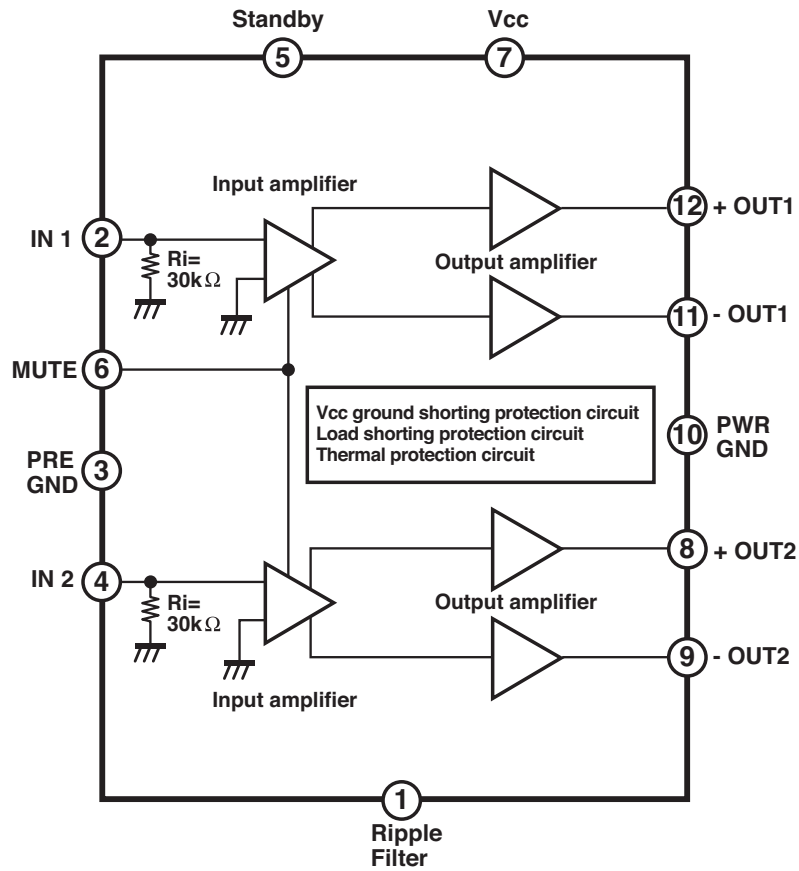 Standby
Vcc
5
7
Input amplifier
IN 1
2
Ri=
30kΩ
Output amplifier
12
+ OUT1
11
- OUT1
MUTE
6
Vcc ground shorting protection circuit
Load shorting protection circuit
Thermal protection circuit
10
PWR
GND
PRE
GND
3
IN 2
4
Ri=
30kΩ
Output amplifier
8
+ OUT2
9
- OUT2
Input amplifier
1
Ripple
Filter